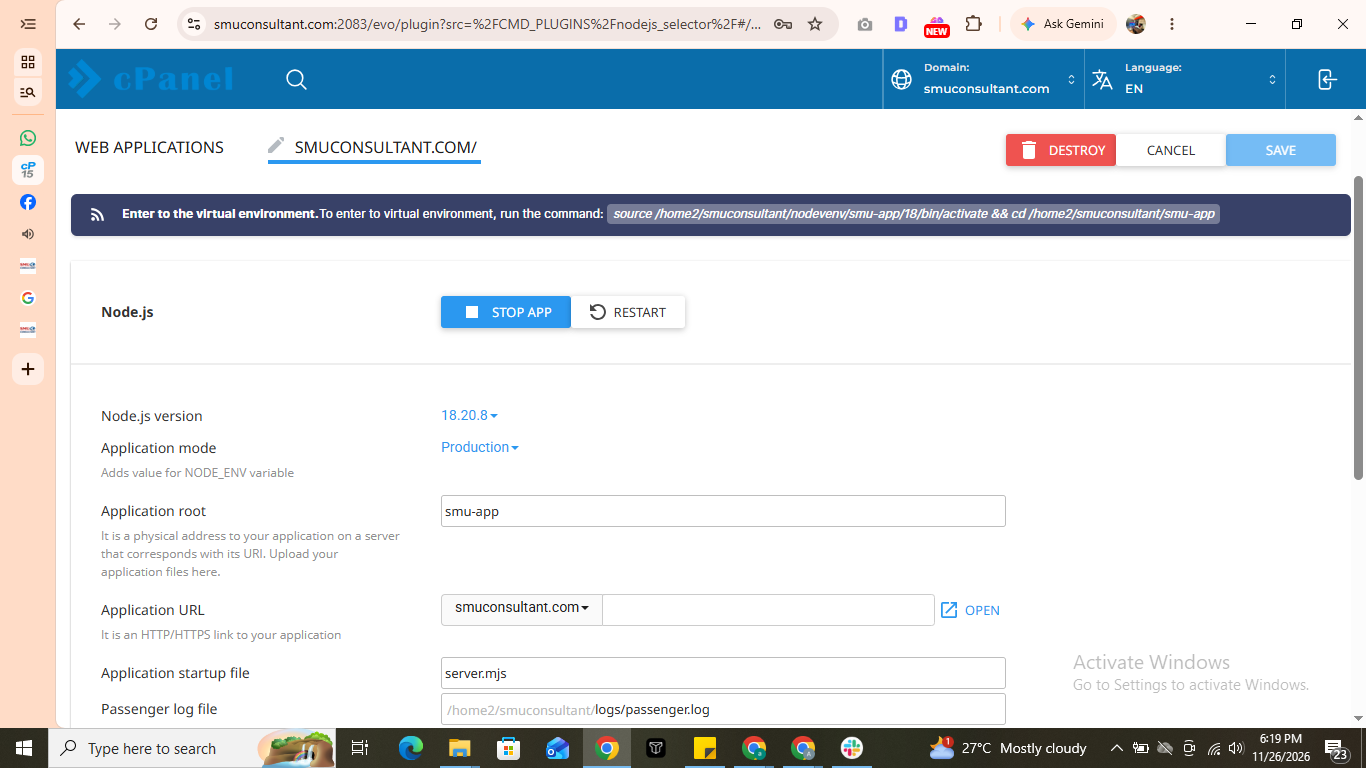 smuconsultant.com:2083/evo/plugin?src=%2FCMD_PLUGINS%2Fnodejs_selector%2F#/...
NEW
Ask Gemini
cPanel
Domain:
smuconsultant.com
Language:
EN
cP
15
WEB APPLICATIONS
SMUCONSULTANT.COM/
DESTROY
CANCEL
SAVE
Enter to the virtual environment.To enter to virtual environment, run the command: source /home2/smuconsultant/nodevenv/smu-app/18/bin/activate && cd /home2/smuconsultant/smu-app
Node.js
STOP APP
RESTART
Node.js version
18.20.8
Application mode
Production
Adds value for NODE_ENV variable
Application root
smu-app
It is a physical address to your application on a server
that corresponds with its URI. Upload your
application files here.
Application URL
smuconsultant.com
OPEN
It is an HTTP/HTTPS link to your application
Application startup file
server.mjs
Passenger log file
/home2/smuconsultant/logs/passenger.log
Activate Windows
Go to Settings to activate Windows.
Type here to search
27°C Mostly cloudy
1
6:19 PM
11/26/2026
23